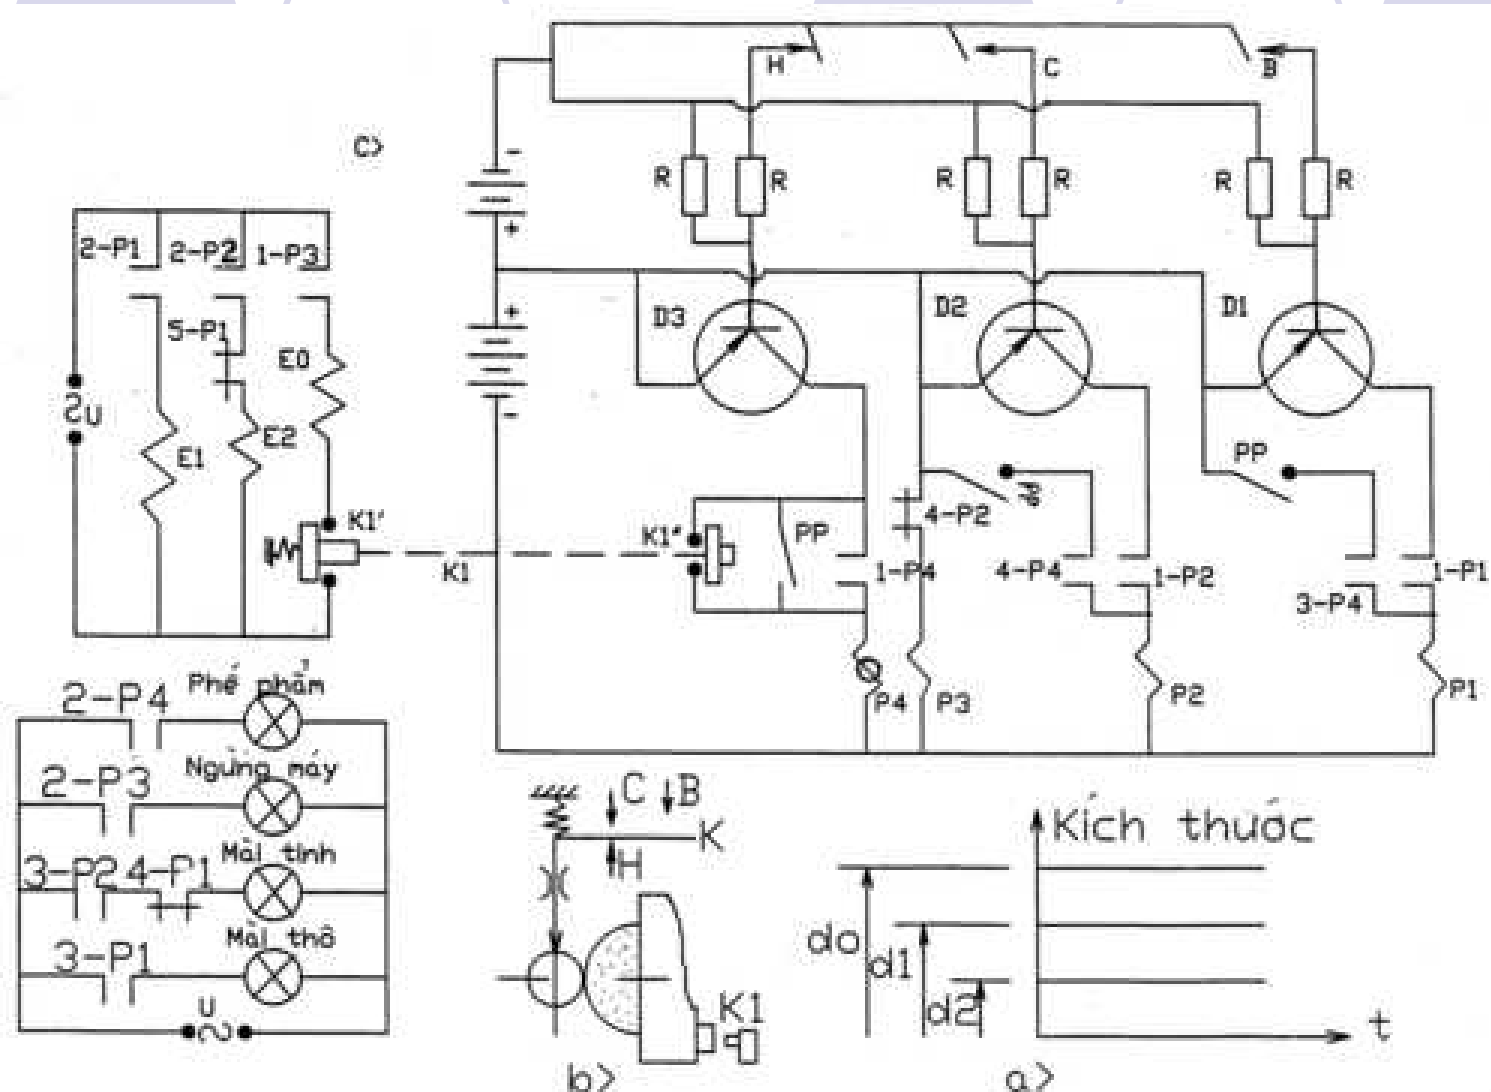 H
C
B
C>
-
+
R
R
R
R
R
R
2-P1
2-P2
1-P3
+
-
D3
D2
D1
5-P1
E0
U
E1
E2
K1'
K1
K1"
PP
PP
4-P2
1-P4
4-P4
1-P2
3-P4
1-P1
P4
P3
P2
P1
2-P4
Phế phẩm
2-P3
Ngừng máy
3-P2
4-P1
Mài tinh
3-P1
Mài thô
U
C
B
K
H
K1
b>
Kích thước
do
d1
d2
t
a>